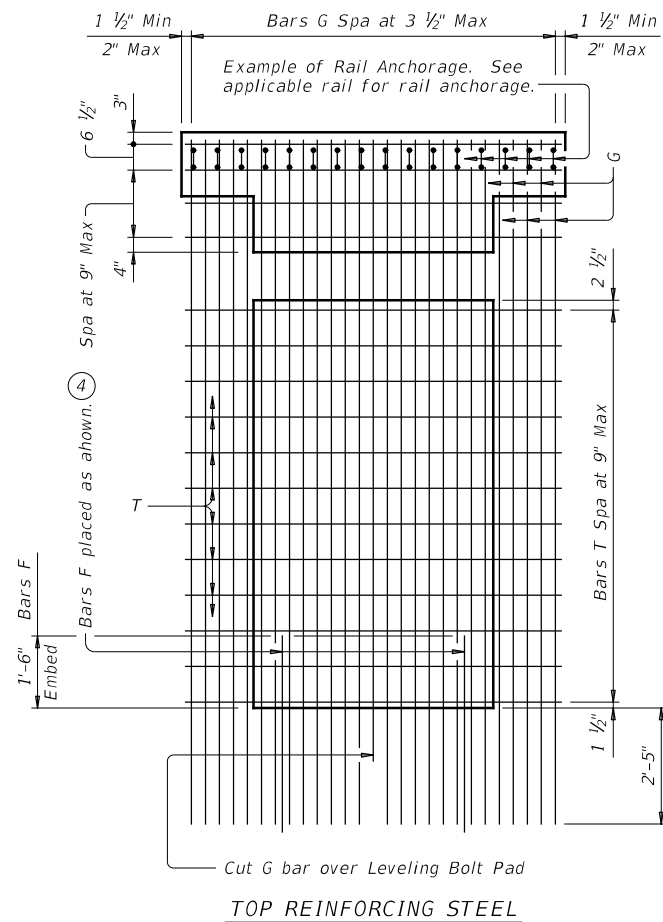 1 ½" Min
2" Max
Bars G Spa at 3 ½" Max
1 ½" Min
2" Max
Example of Rail Anchorage. See
applicable rail for rail anchorage.
3"
6 ½"
Spa at 9" Max
4"
G
2 ½"
Bars T Spa at 9" Max
1 ½"
2'-5"
4
Bars F placed as ahown.
T
Bars F
1'-6"
Embed
Cut G bar over Leveling Bolt Pad
TOP REINFORCING STEEL